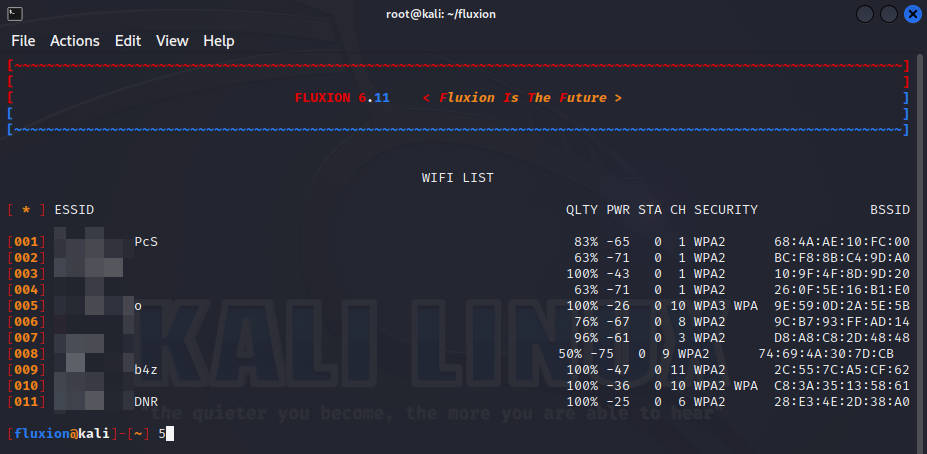 root@kali: ~/fluxion
File Actions Edit View Help
FLUXION 6.11 < Fluxion Is The Future >
WIFI LIST
[ * ] ESSID QLTY PWR STA CH SECURITY BSSID
[001] PcS 83% -65 0 1 WPA2 68:4A:AE:10:FC:00
[002] 63% -71 0 1 WPA2 BC:F8:8B:C4:9D:A0
[003] 100% -43 0 1 WPA2 10:9F:4F:8D:9D:20
[004] 63% -71 0 1 WPA2 26:0F:5E:16:B1:E0
[005] o 100% -26 0 10 WPA3 WPA 9E:59:0D:2A:5E:5B
[006] 76% -67 0 8 WPA2 9C:B7:93:FF:AD:14
[007] 96% -61 0 3 WPA2 D8:A8:C8:2D:48:48
[008] 50% -75 0 9 WPA2 74:69:4A:30:7D:CB
[009] b4z 100% -47 0 11 WPA2 2C:55:7C:A5:CF:62
[010] 100% -36 0 10 WPA2 WPA C8:3A:35:13:58:61
[011] DNR 100% -25 0 6 WPA2 28:E3:4E:2D:38:A0
[fluxion@kali]-[~] 5
KALI LINUX
"the quieter you become, the more you are able to hear"